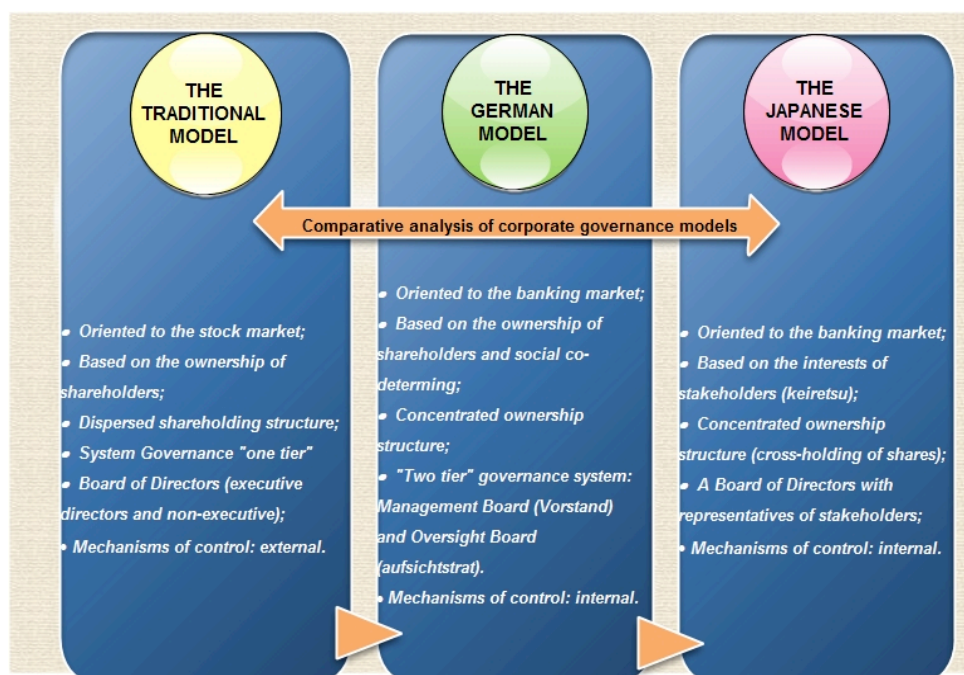 THE
TRADITIONAL
MODEL
THE
GERMAN
MODEL
THE
JAPANESE
MODEL
Comparative analysis of corporate governance models
• Oriented to the stock market;
• Based on the ownership of
shareholders;
• Dispersed shareholding structure;
• System Governance "one tier"
• Board of Directors (executive
directors and non-executive);
• Mechanisms of control: external.
• Oriented to the banking market;
• Based on the ownership of
shareholders and social co-
determing;
• Concentrated ownership
structure;
• "Two tier" governance system:
Management Board (Vorstand)
and Oversight Board
(aufsichtstrat).
• Mechanisms of control: internal.
• Oriented to the banking market;
• Based on the interests of
stakeholders (keiretsu);
• Concentrated ownership
structure (cross-holding of shares);
• A Board of Directors with
representatives of stakeholders;
• Mechanisms of control: internal.